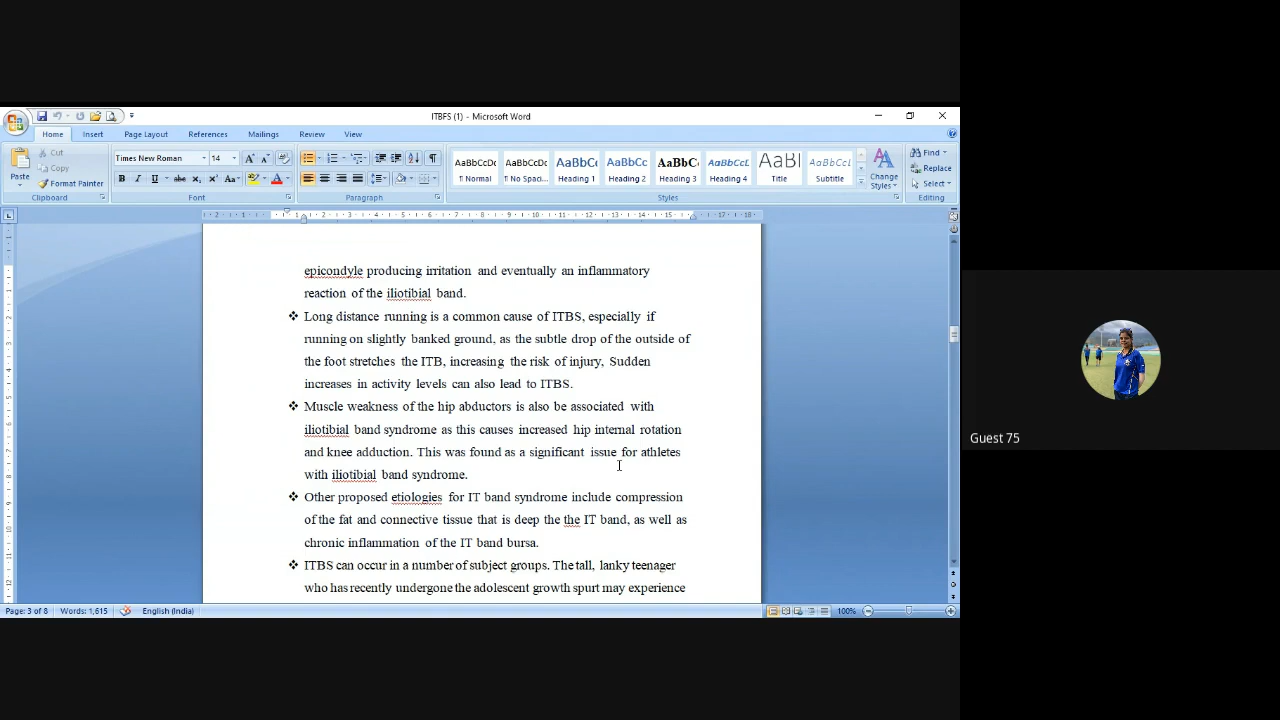 ITBFS (1) - Microsoft Word
Home Insert Page Layout References Mailings Review View
Paste
Cut
Copy
Format Painter
Clipboard
Times New Roman 14
Font
Paragraph
AaBbCcDc AaBbCcDc AaBbCc AaBbCc AaBbC AaBbCcL AaBl AaBbCcL
¶ Normal ¶ No Spaci... Heading 1 Heading 2 Heading 3 Heading 4 Title Subtitle
Change Styles
Styles
Find
Replace
Select
Editing
epicondyle producing irritation and eventually an inflammatory
reaction of the iliotibial band.
❖ Long distance running is a common cause of ITBS, especially if
running on slightly banked ground, as the subtle drop of the outside of
the foot stretches the ITB, increasing the risk of injury, Sudden
increases in activity levels can also lead to ITBS.
❖ Muscle weakness of the hip abductors is also be associated with
iliotibial band syndrome as this causes increased hip internal rotation
and knee adduction. This was found as a significant issue for athletes
with iliotibial band syndrome.
❖ Other proposed etiologies for IT band syndrome include compression
of the fat and connective tissue that is deep the the IT band, as well as
chronic inflammation of the IT band bursa.
❖ ITBS can occur in a number of subject groups. The tall, lanky teenager
who has recently undergone the adolescent growth spurt may experience
Page: 3 of 8 Words: 1,615 English (India) 100%
Guest 75